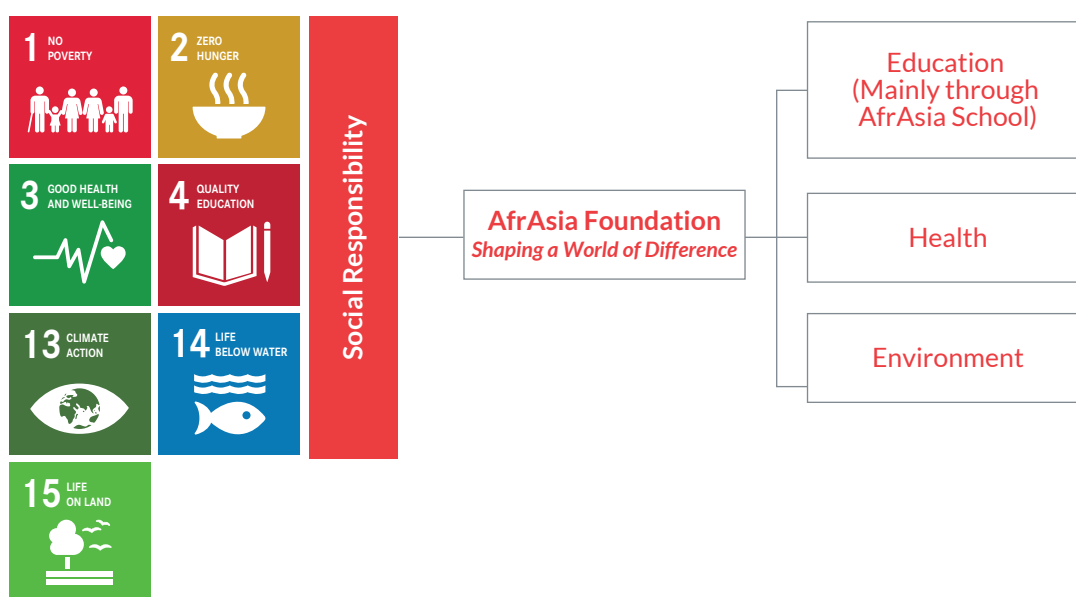 1 NO
POVERTY
2 ZERO
HUNGER
3 GOOD HEALTH
AND WELL-BEING
4 QUALITY
EDUCATION
13 CLIMATE
ACTION
14 LIFE
BELOW WATER
15 LIFE
ON LAND
Social Responsibility
AfrAsia Foundation
Shaping a World of Difference
Education
(Mainly through
AfrAsia School)
Health
Environment